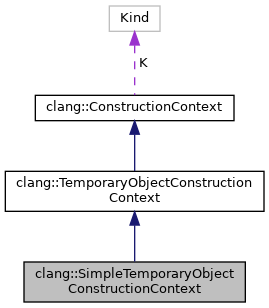 Kind
K
clang::ConstructionContext
clang::TemporaryObjectConstruction
Context
clang::SimpleTemporaryObject
ConstructionContext